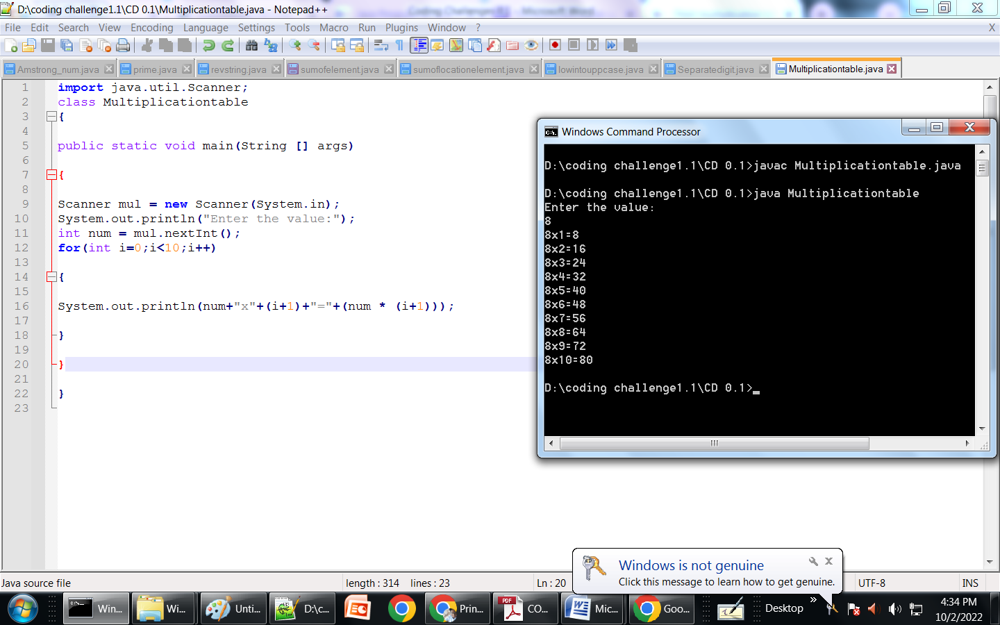 D:\coding challenge1.1\CD 0.1\Multiplicationtable.java - Notepad++
File Edit Search View Encoding Language Settings Tools Macro Run Plugins Window ? X
Amstrong_num.java prime.java revstring.java sumofelement.java sumoflocationelement.java lowintouppcase.java Separatedigit.java Multiplicationtable.java
1 import java.util.Scanner;
2 class Multiplicationtable
3 {
4
5 public static void main(String [] args)
6
7 {
8
9 Scanner mul = new Scanner(System.in);
10 System.out.println("Enter the value:");
11 int num = mul.nextInt();
12 for(int i=0;i<10;i++)
13
14 {
15
16 System.out.println(num+"x"+(i+1)+"="+(num * (i+1)));
17
18 }
19
20 }
21
22 }
23
Windows Command Processor
D:\coding challenge1.1\CD 0.1>javac Multiplicationtable.java
D:\coding challenge1.1\CD 0.1>java Multiplicationtable
Enter the value:
8
8x1=8
8x2=16
8x3=24
8x4=32
8x5=40
8x6=48
8x7=56
8x8=64
8x9=72
8x10=80
D:\coding challenge1.1\CD 0.1>
Windows is not genuine
Click this message to learn how to get genuine.
Java source file length : 314 lines : 23 Ln : 20 UTF-8 INS
Win... Wi... Unti... D:\c... Prin... CO... Mic... Goo... Desktop
4:34 PM
10/2/2022